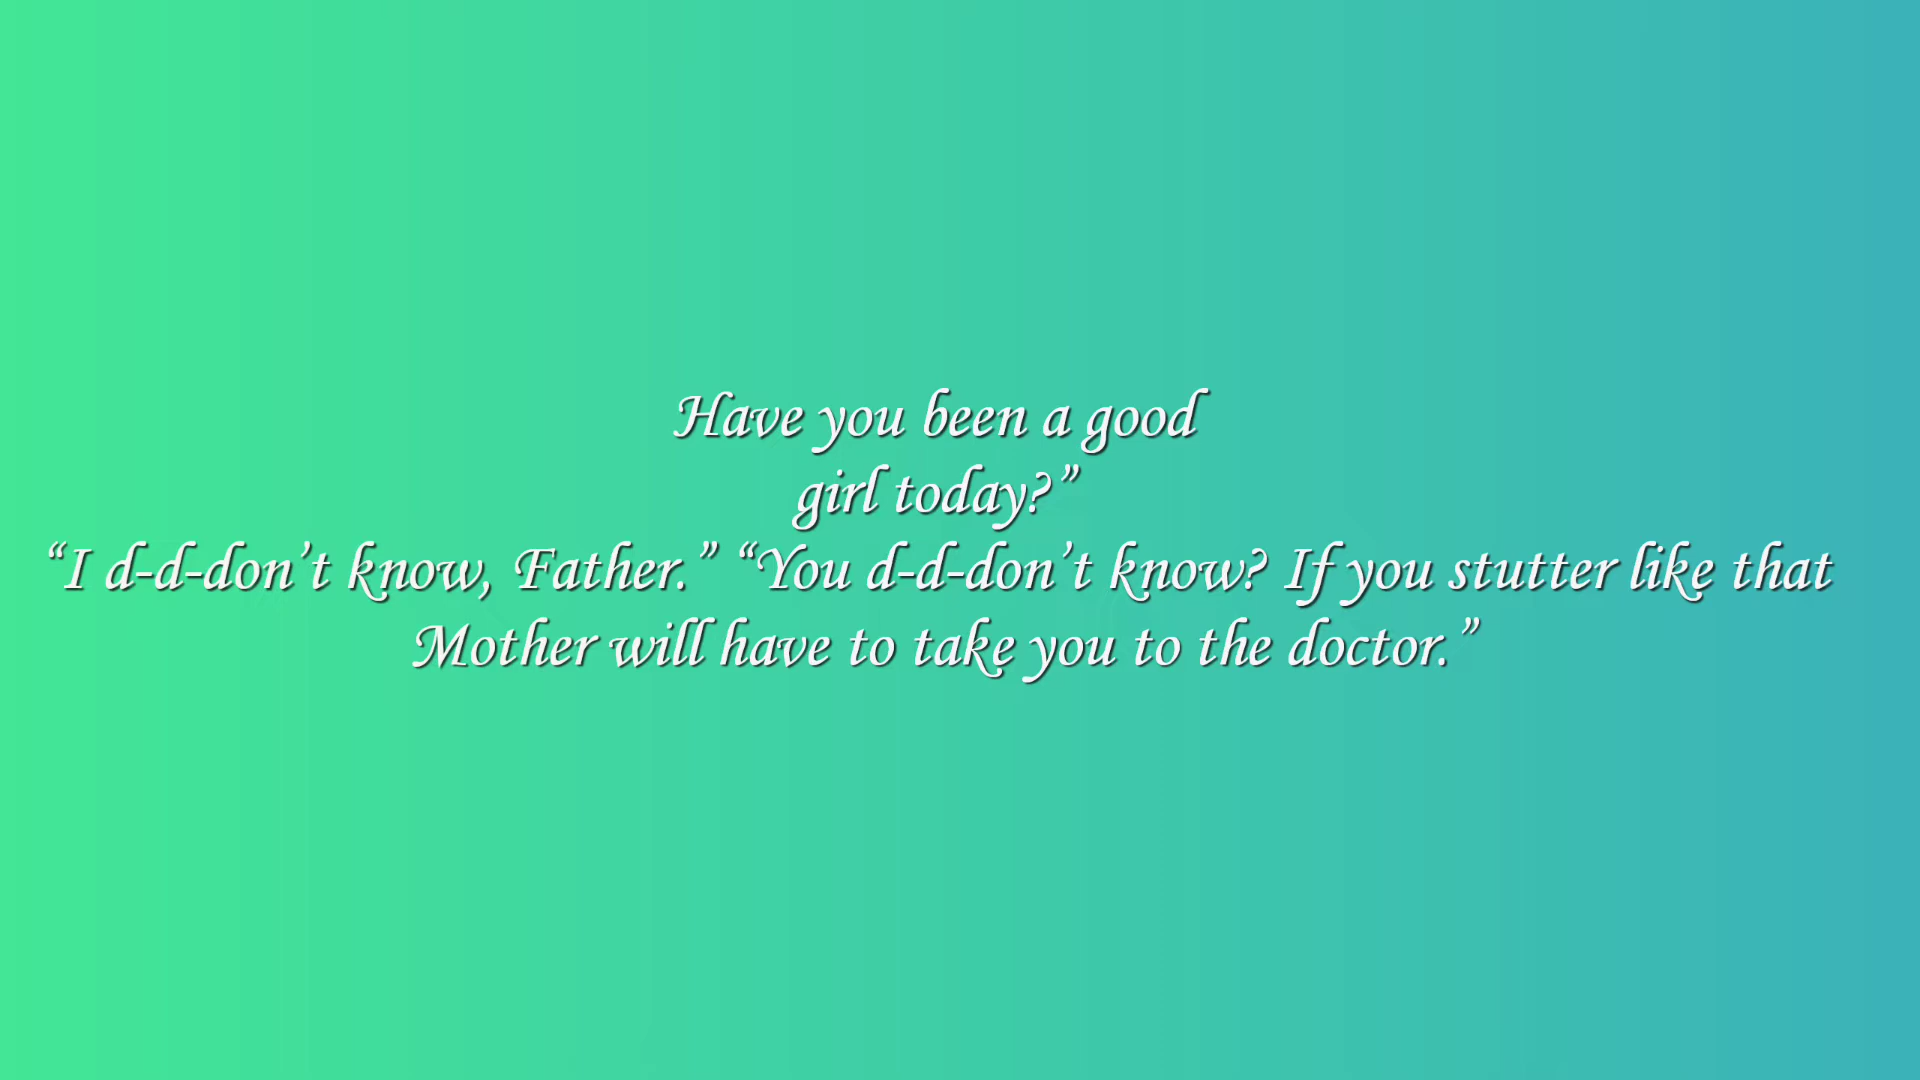 Have you been a good
girl today?”
“I d-d-don’t know, Father.” “You d-d-don’t know? If you stutter like that
Mother will have to take you to the doctor.”